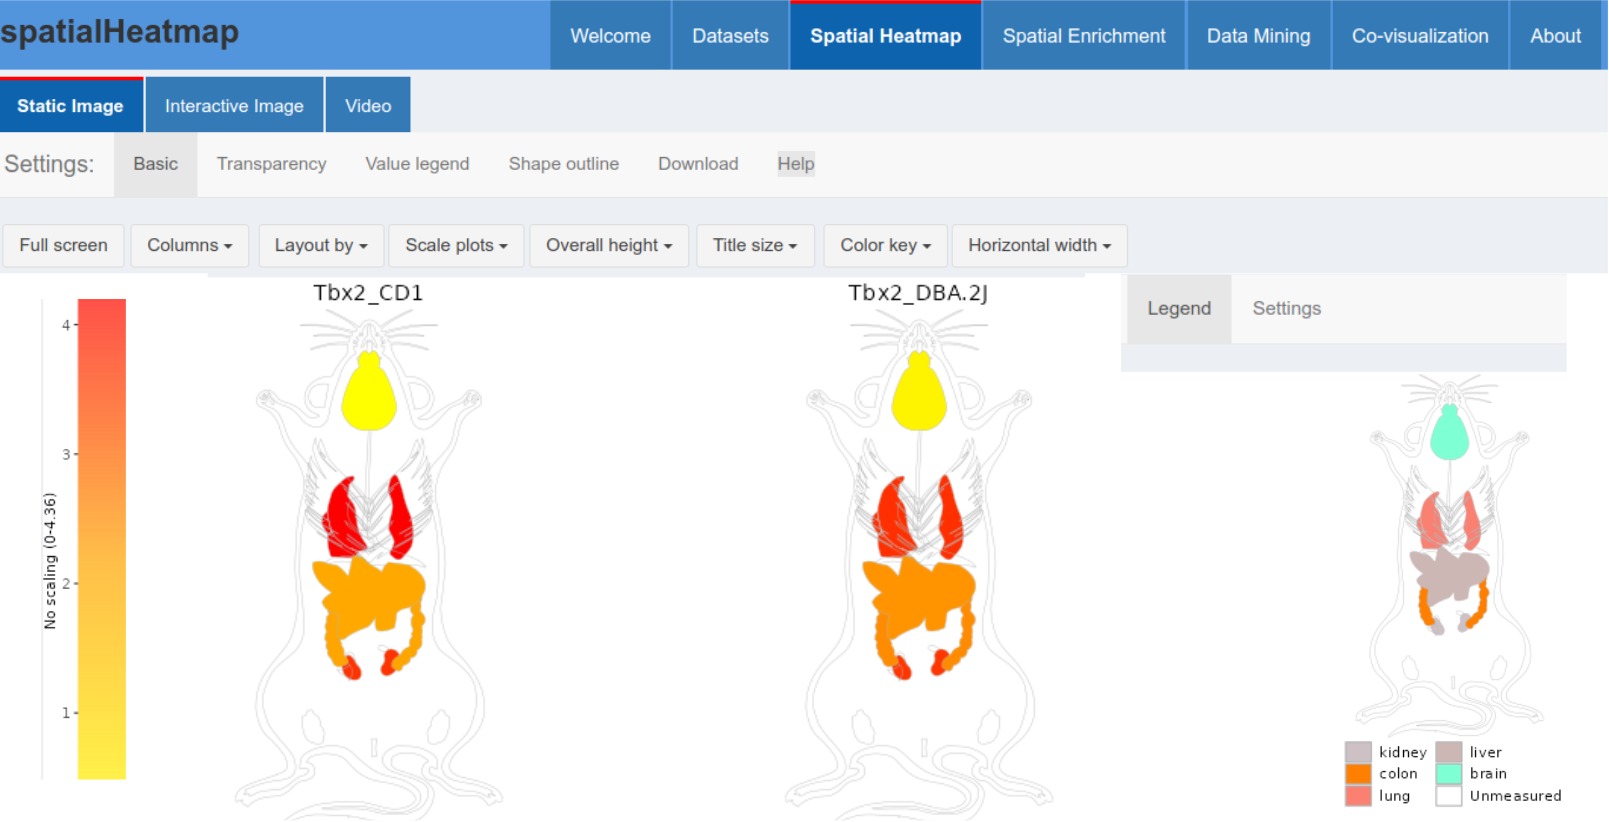 spatialHeatmap
Welcome Datasets Spatial Heatmap Spatial Enrichment Data Mining Co-visualization About
Static Image Interactive Image Video
Settings: Basic Transparency Value legend Shape outline Download Help
Full screen Columns Layout by Scale plots Overall height Title size Color key Horizontal width
Tbx2_CD1 Tbx2_DBA.2J
Legend Settings
4
3
2
1
No scaling (0-4.36)
kidney liver
colon brain
lung Unmeasured